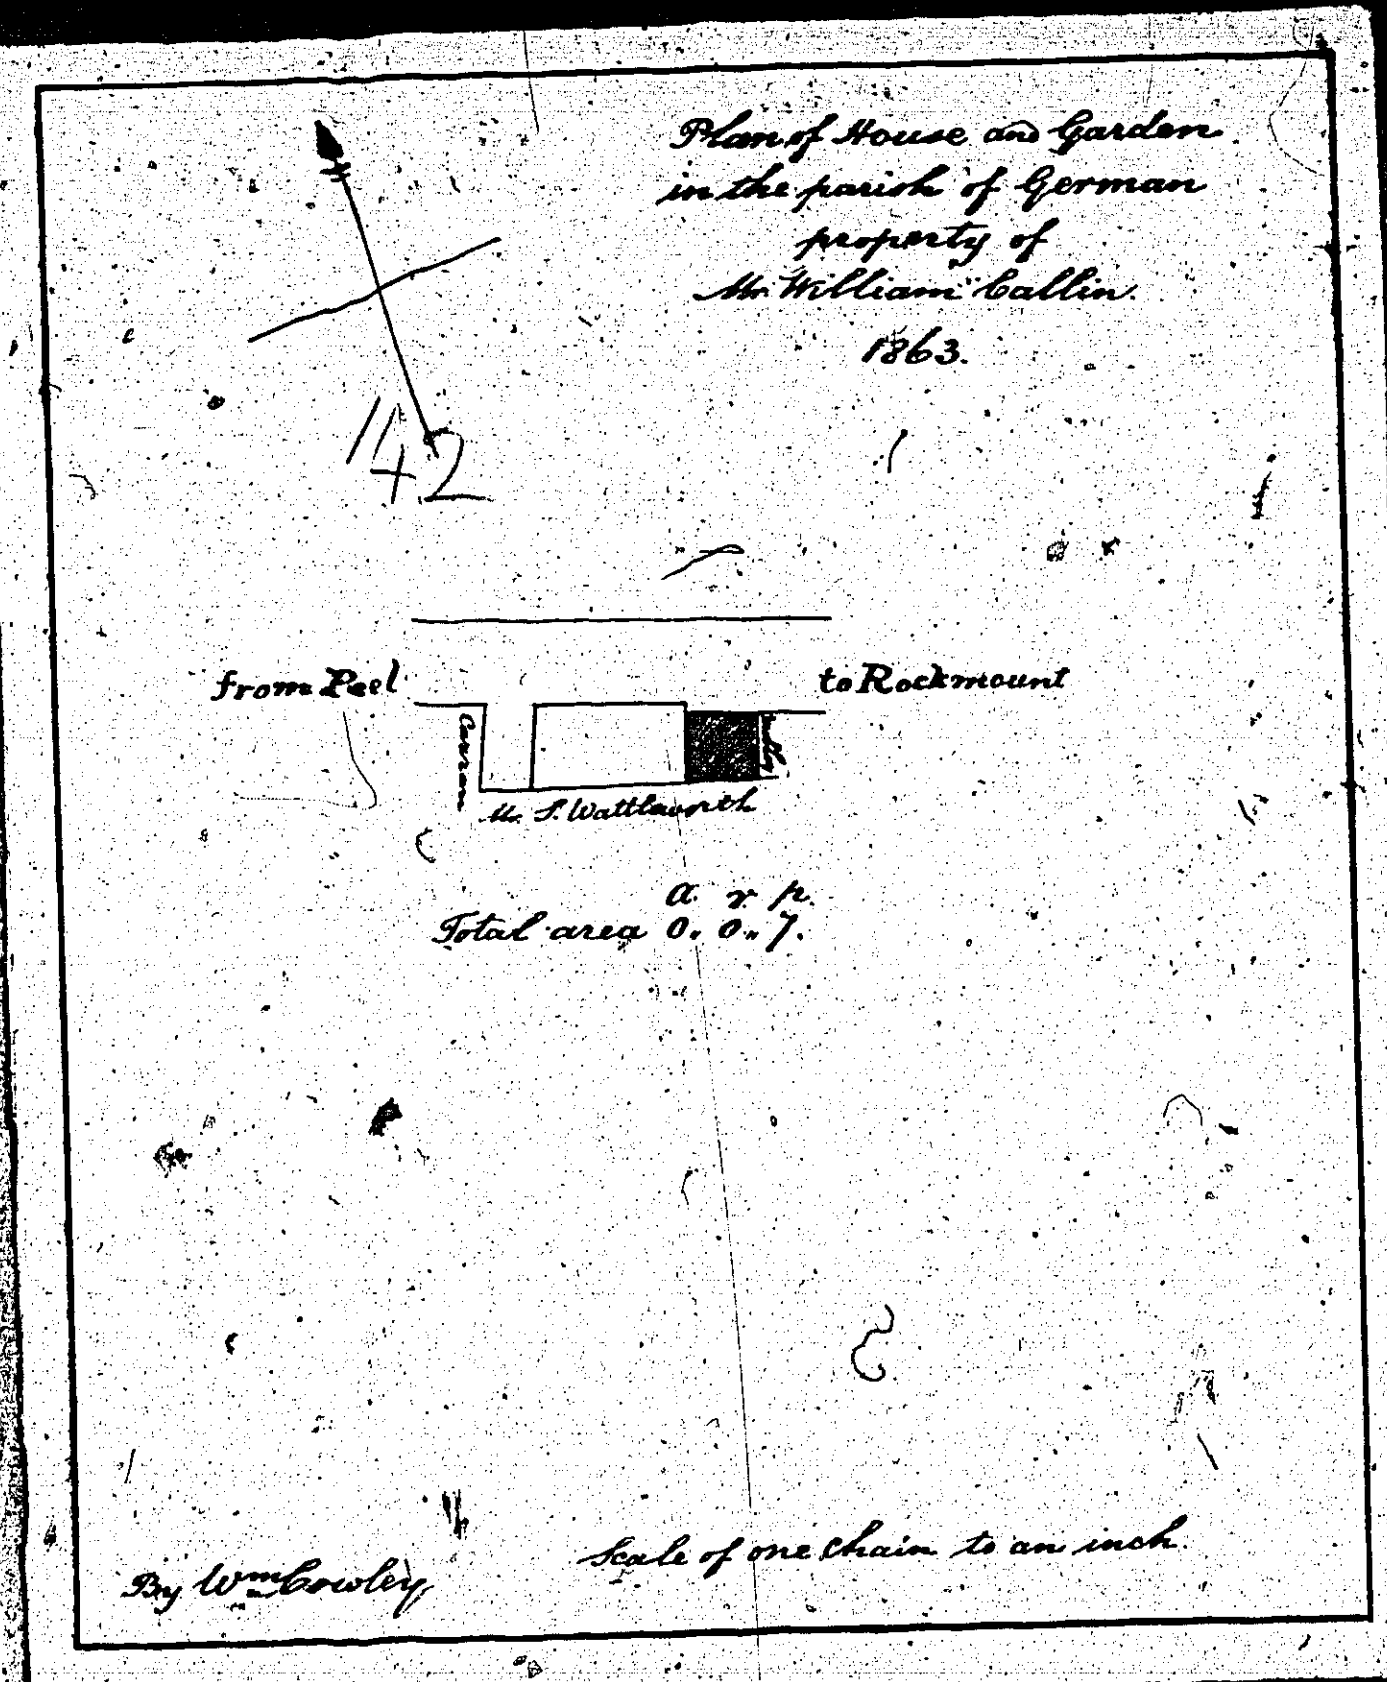 Plan of House and Garden
in the parish of German
property of
Mr. William Callin.
1863.
142
from Peel
to Rockmount
Corran
Mr. S. Wattleworth
a. r p.
Total area 0. 0. 7.
Scale of one chain to an inch.
By Wm Cowley